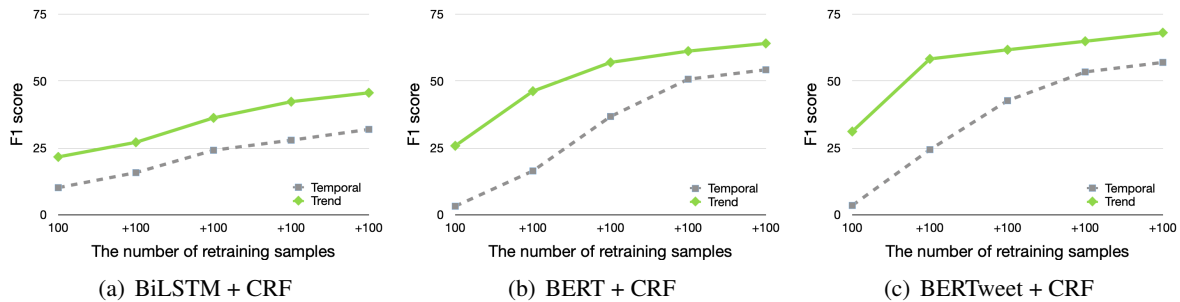 75
50
25
0
F1 score
Temporal
Trend
100 +100 +100 +100 +100
The number of retraining samples
(a) BiLSTM + CRF
75
50
25
0
F1 score
Temporal
Trend
100 +100 +100 +100 +100
The number of retraining samples
(b) BERT + CRF
75
50
25
0
F1 score
Temporal
Trend
100 +100 +100 +100 +100
The number of retraining samples
(c) BERTweet + CRF